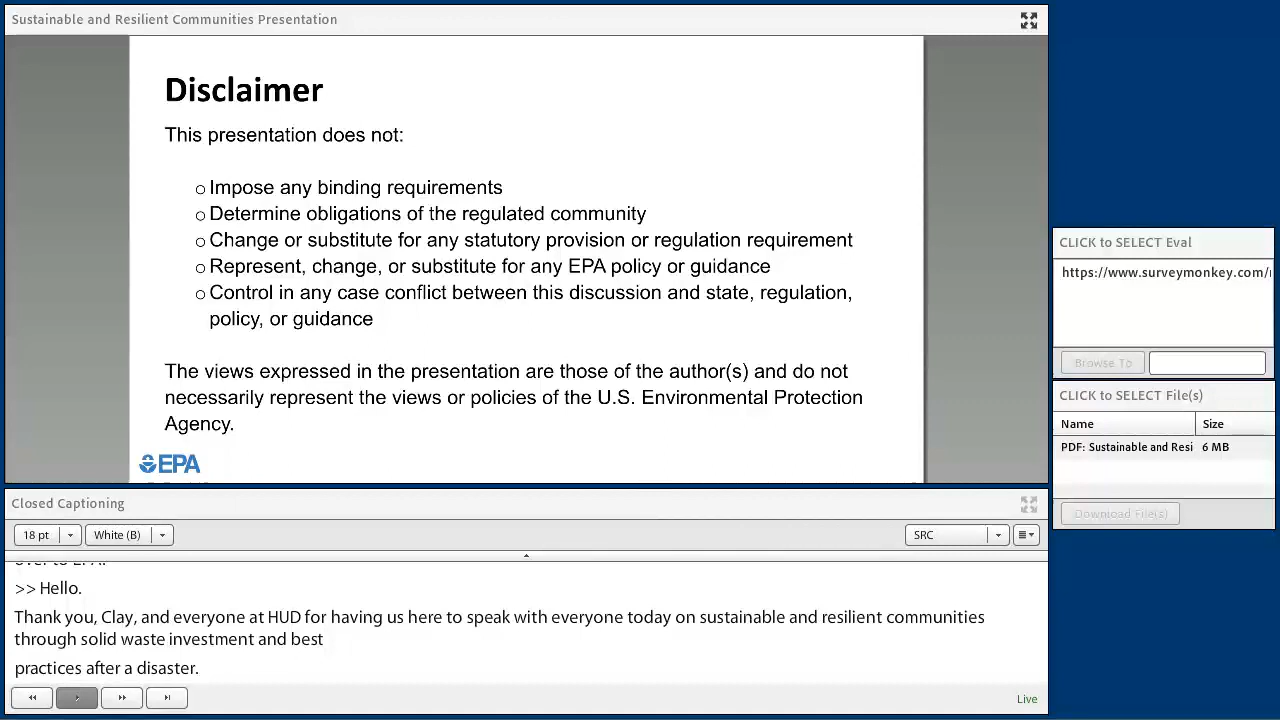 Sustainable and Resilient Communities Presentation
Disclaimer
This presentation does not:
o Impose any binding requirements
o Determine obligations of the regulated community
o Change or substitute for any statutory provision or regulation requirement
o Represent, change, or substitute for any EPA policy or guidance
o Control in any case conflict between this discussion and state, regulation,
policy, or guidance
The views expressed in the presentation are those of the author(s) and do not
necessarily represent the views or policies of the U.S. Environmental Protection
Agency.
EPA
CLICK to SELECT Eval
https://www.surveymonkey.com/
Browse To
CLICK to SELECT File(s)
Name Size
PDF: Sustainable and Resi 6 MB
Download File(s)
Closed Captioning
18 pt White (B) SRC
over to EPA.
>> Hello.
Thank you, Clay, and everyone at HUD for having us here to speak with everyone today on sustainable and resilient communities
through solid waste investment and best
practices after a disaster.
Live